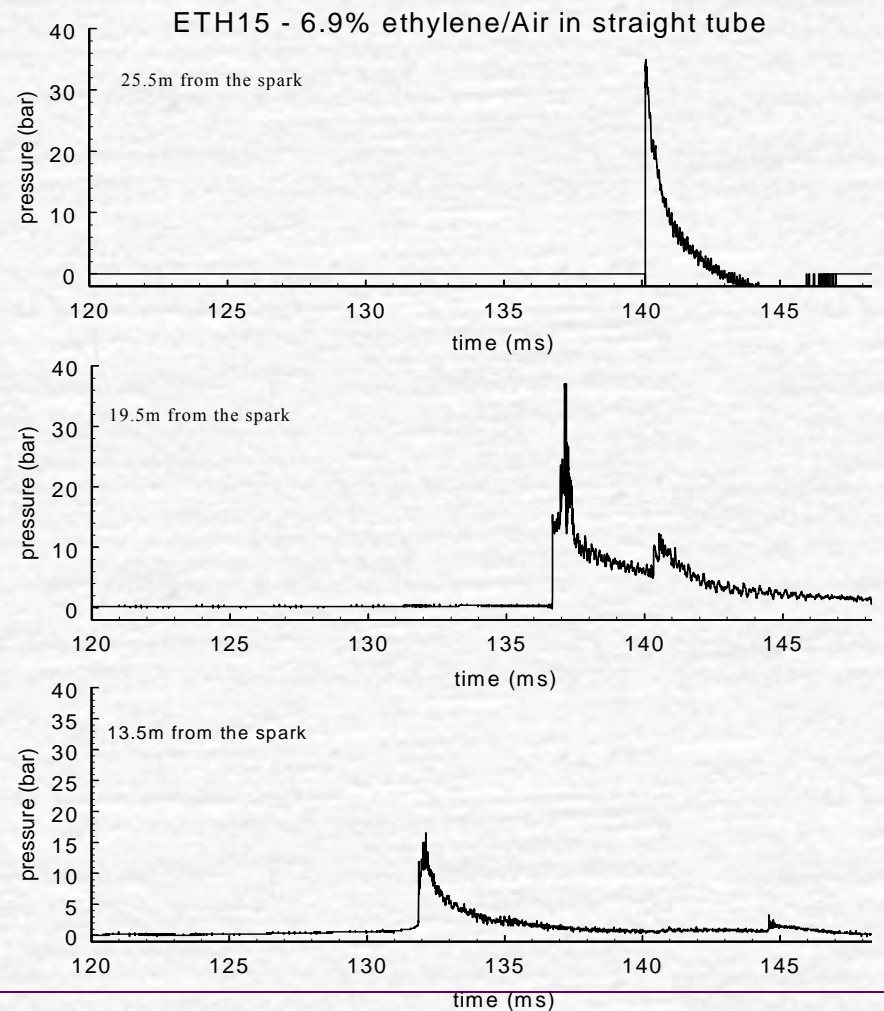 ETH15 - 6.9% ethylene/Air in straight tube
40
30
20
10
0
pressure (bar)
25.5m from the spark
120 125 130 135 140 145
time (ms)
40
30
20
10
0
pressure (bar)
19.5m from the spark
120 125 130 135 140 145
time (ms)
40
35
30
25
20
15
10
5
0
pressure (bar)
13.5m from the spark
120 125 130 135 140 145
time (ms)